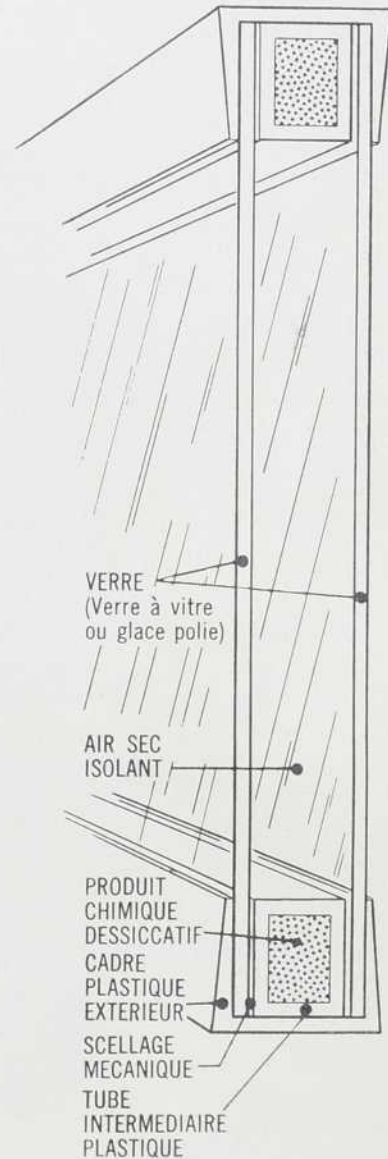 VERRE
(Verre à vitre
ou glace polie)
AIR SEC
ISOLANT
PRODUIT
CHIMIQUE
DESSICCATIF
CADRE
PLASTIQUE
EXTERIEUR
SCELLAGE
MECANIQUE
TUBE
INTERMEDIAIRE
PLASTIQUE